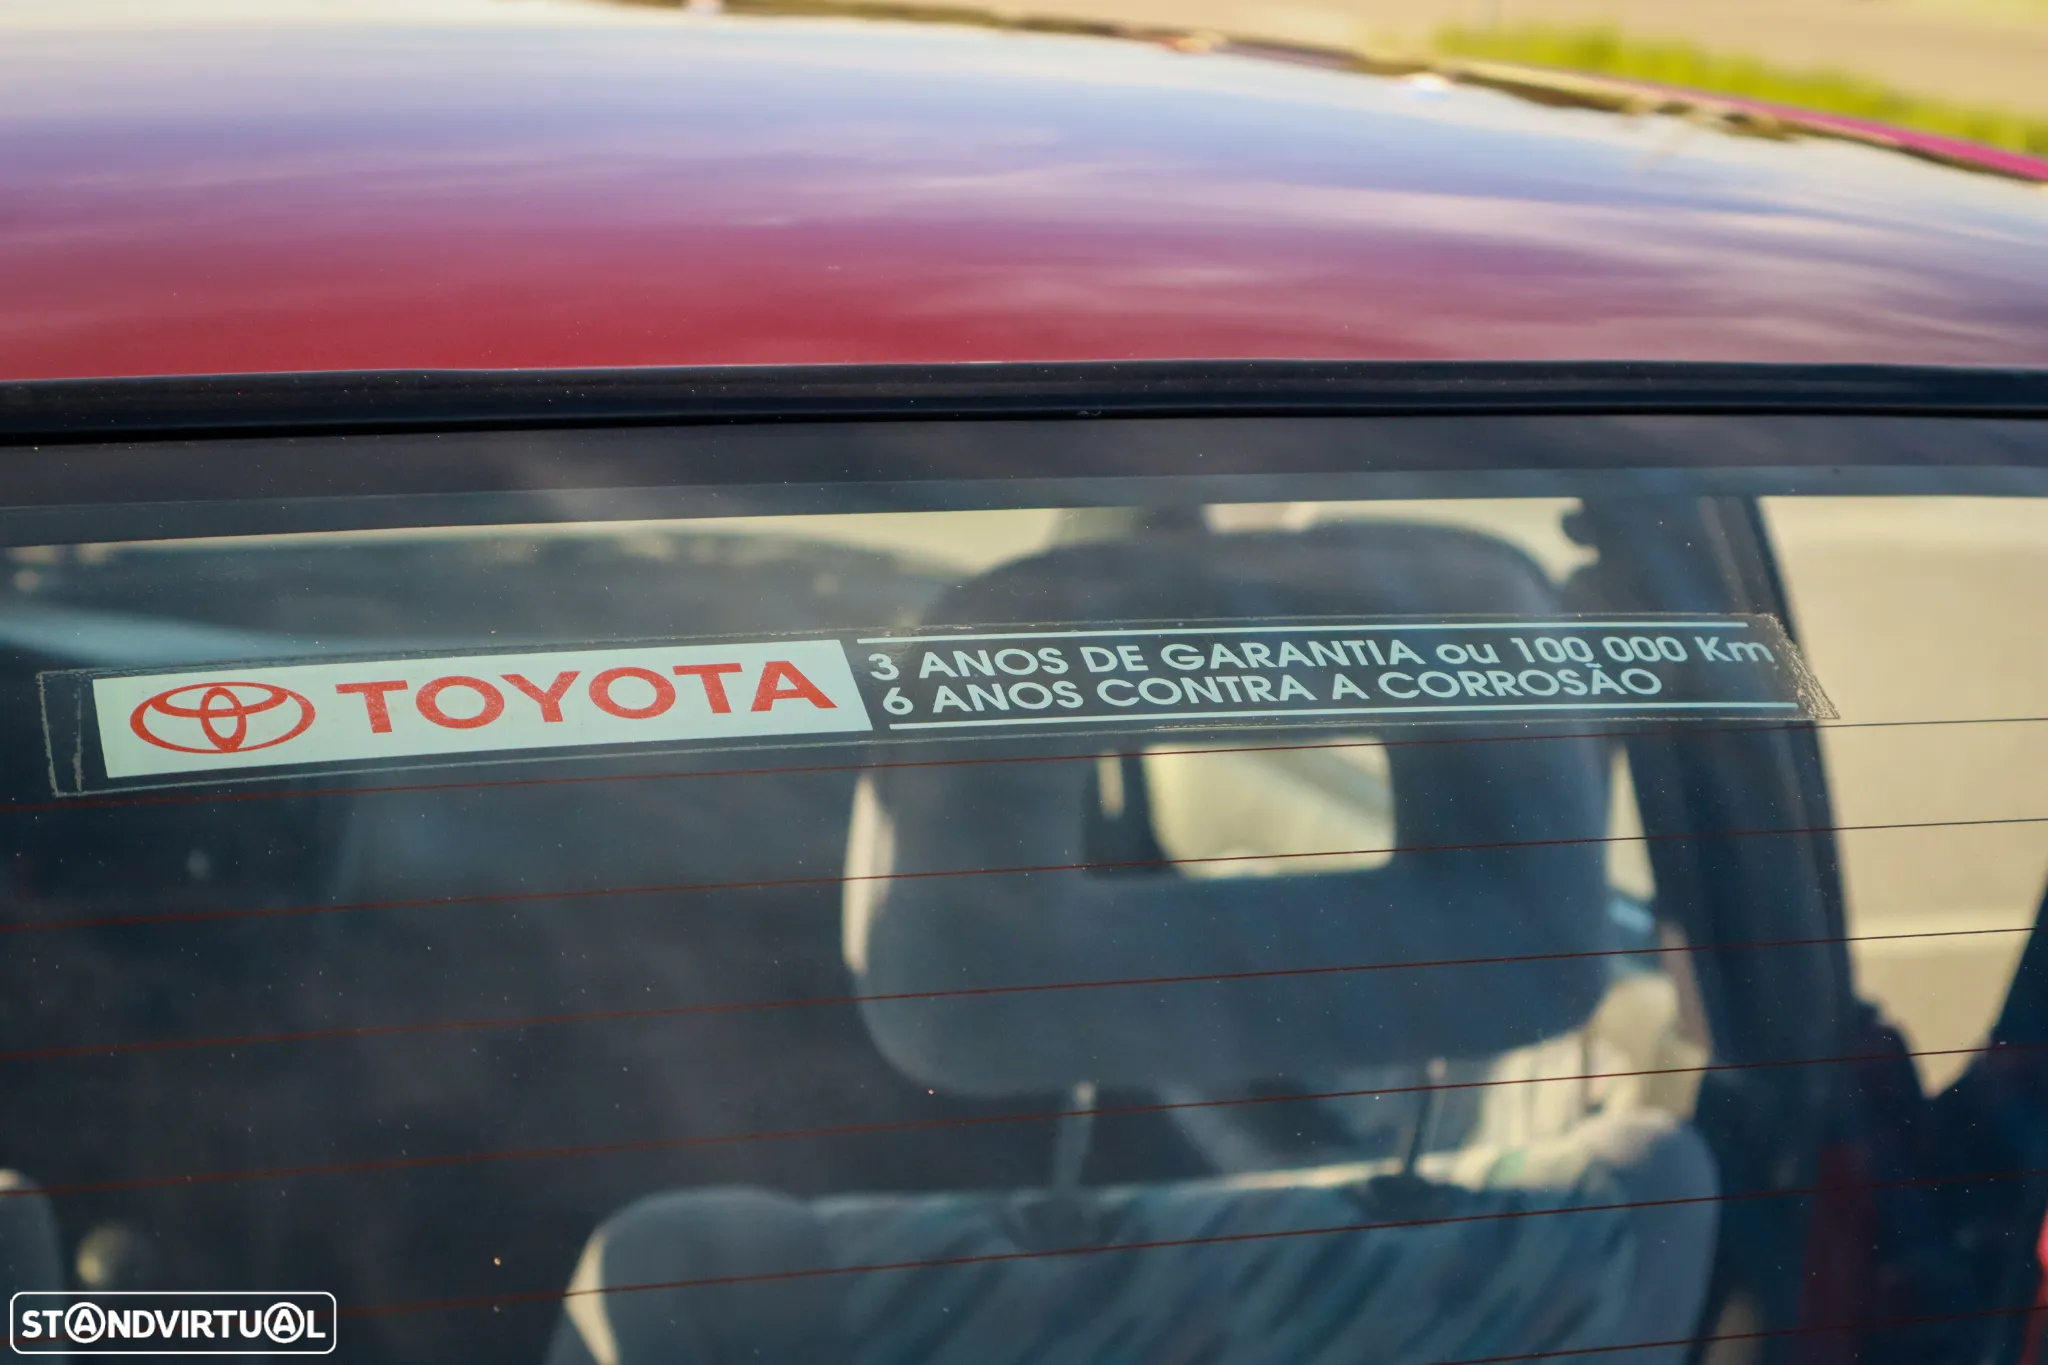 TOYOTA
3 ANOS DE GARANTIA ou 100 000 Km
6 ANOS CONTRA A CORROSÃO
STANDVIRTUAL